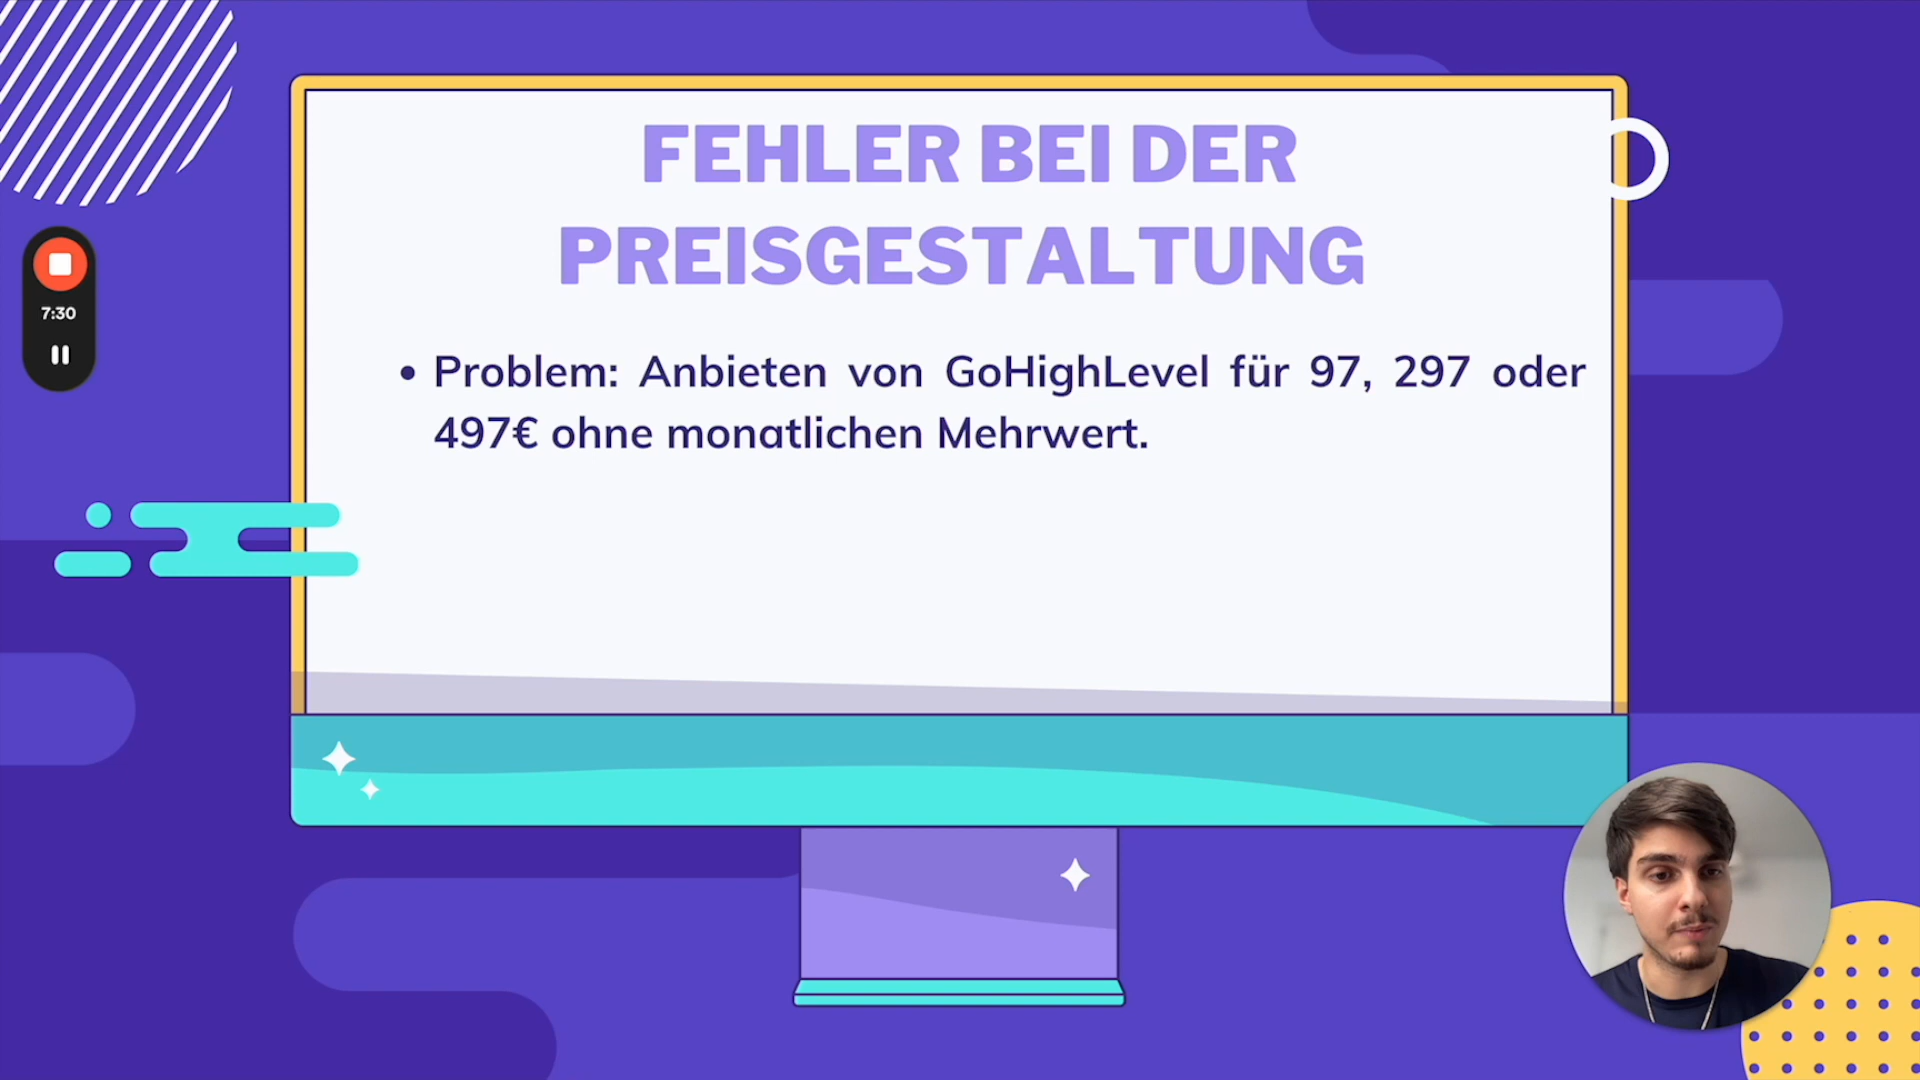 FEHLER BEI DER
PREISGESTALTUNG
7:30
• Problem: Anbieten von GoHighLevel für 97, 297 oder
497€ ohne monatlichen Mehrwert.